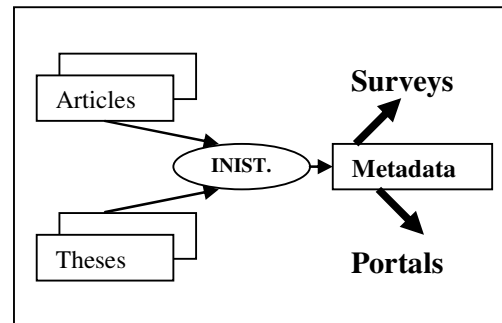 Surveys
Articles
INIST.
Metadata
Theses
Portals